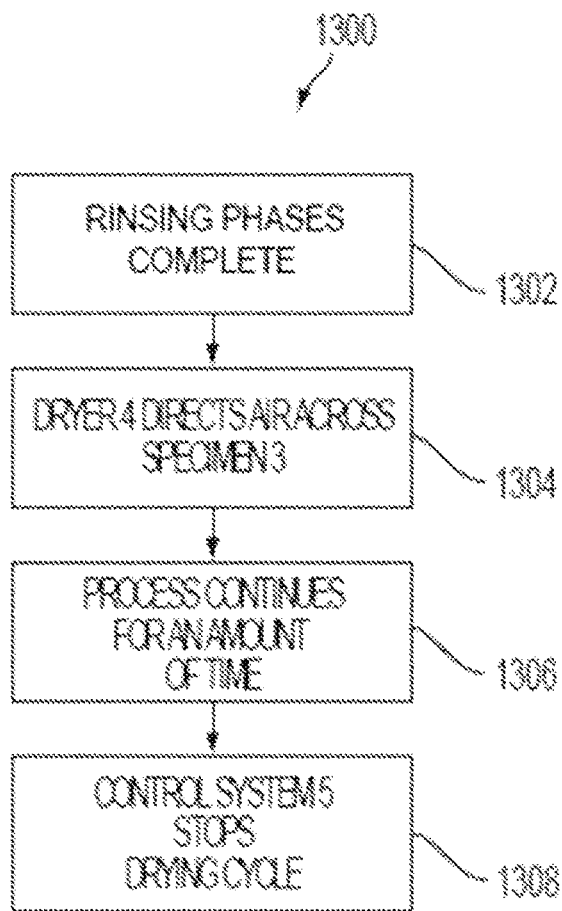 1300
RINSING PHASES
COMPLETE
1302
DRYER 4 DIRECTS AIR ACROSS
SPECIMEN 3
1304
PROCESS CONTINUES
FOR AN AMOUNT
OF TIME
1306
CONTROL SYSTEM 5
STOPS
DRYING CYCLE
1308